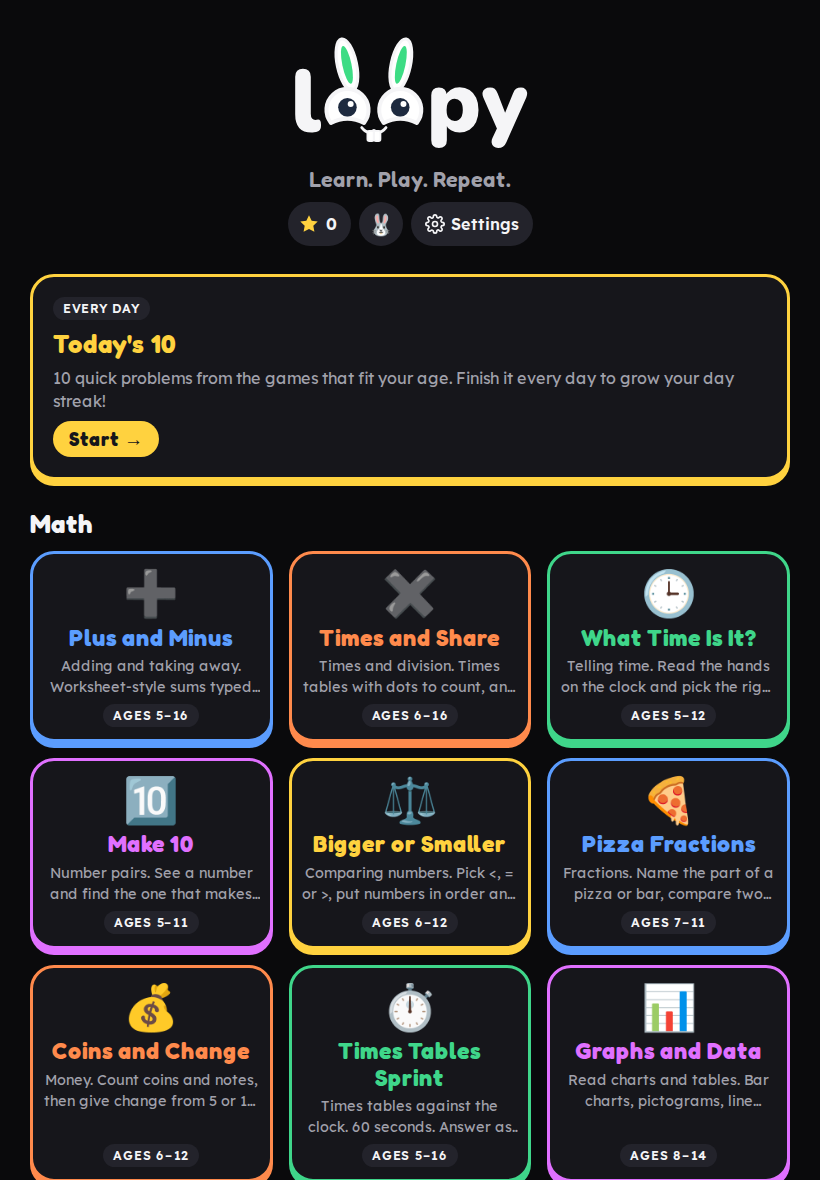 loopy
Learn. Play. Repeat.
0
Settings
EVERY DAY
Today's 10
10 quick problems from the games that fit your age. Finish it every day to grow your day
streak!
Start →
Math
Plus and Minus
Adding and taking away.
Worksheet-style sums typed…
AGES 5–16
Times and Share
Times and division. Times
tables with dots to count, an…
AGES 6–16
What Time Is It?
Telling time. Read the hands
on the clock and pick the rig…
AGES 5–12
10
Make 10
Number pairs. See a number
and find the one that makes…
AGES 5–11
Bigger or Smaller
Comparing numbers. Pick <, =
or >, put numbers in order an…
AGES 6–12
Pizza Fractions
Fractions. Name the part of a
pizza or bar, compare two…
AGES 7–11
Coins and Change
Money. Count coins and notes,
then give change from 5 or 1…
AGES 6–12
Times Tables
Sprint
Times tables against the
clock. 60 seconds. Answer as…
AGES 5–16
Graphs and Data
Read charts and tables. Bar
charts, pictograms, line…
AGES 8–14